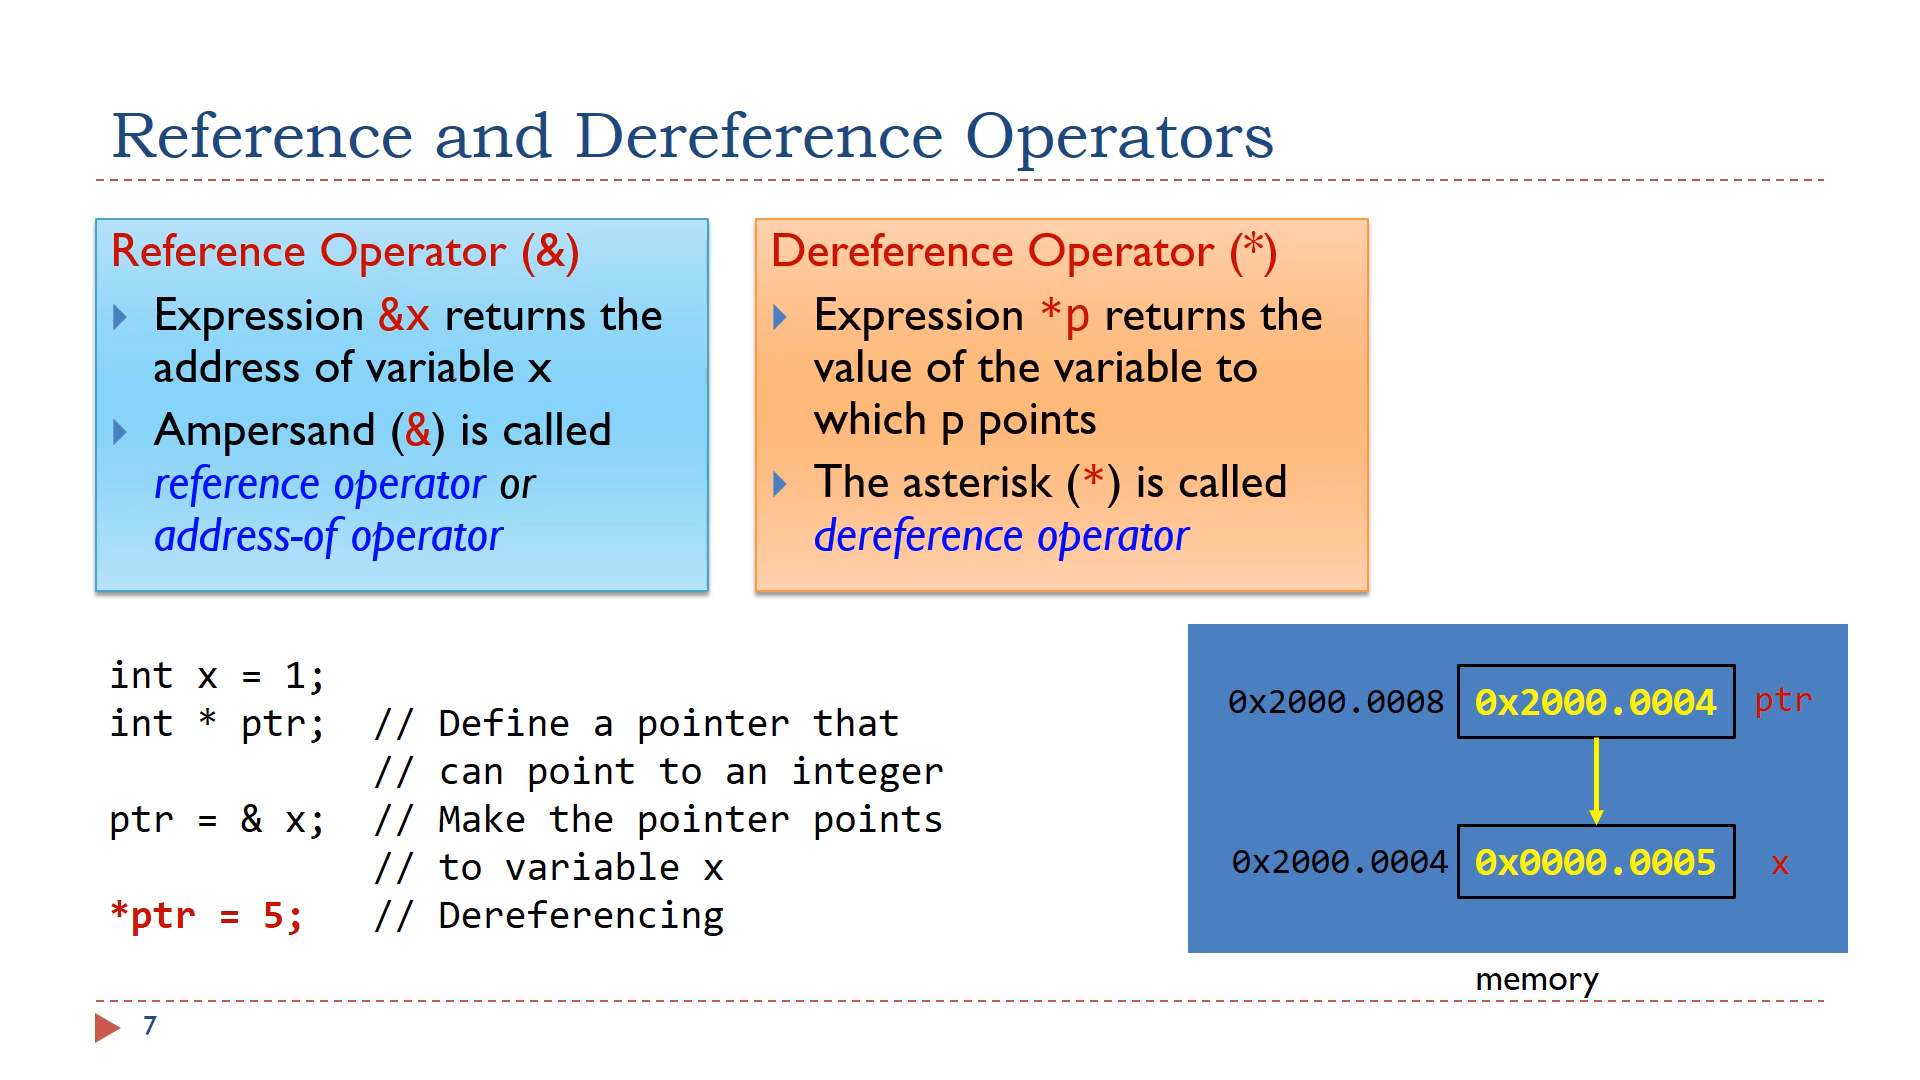 Reference and Dereference Operators
Reference Operator (&)
Expression &x returns the
address of variable x
Ampersand (&) is called
reference operator or
address-of operator
Dereference Operator (*)
Expression *p returns the
value of the variable to
which p points
The asterisk (*) is called
dereference operator
int x = 1;
int * ptr; // Define a pointer that
// can point to an integer
ptr = & x; // Make the pointer points
// to variable x
*ptr = 5; // Dereferencing
0x2000.0008 0x2000.0004 ptr
0x2000.0004 0x0000.0005 x
memory
7